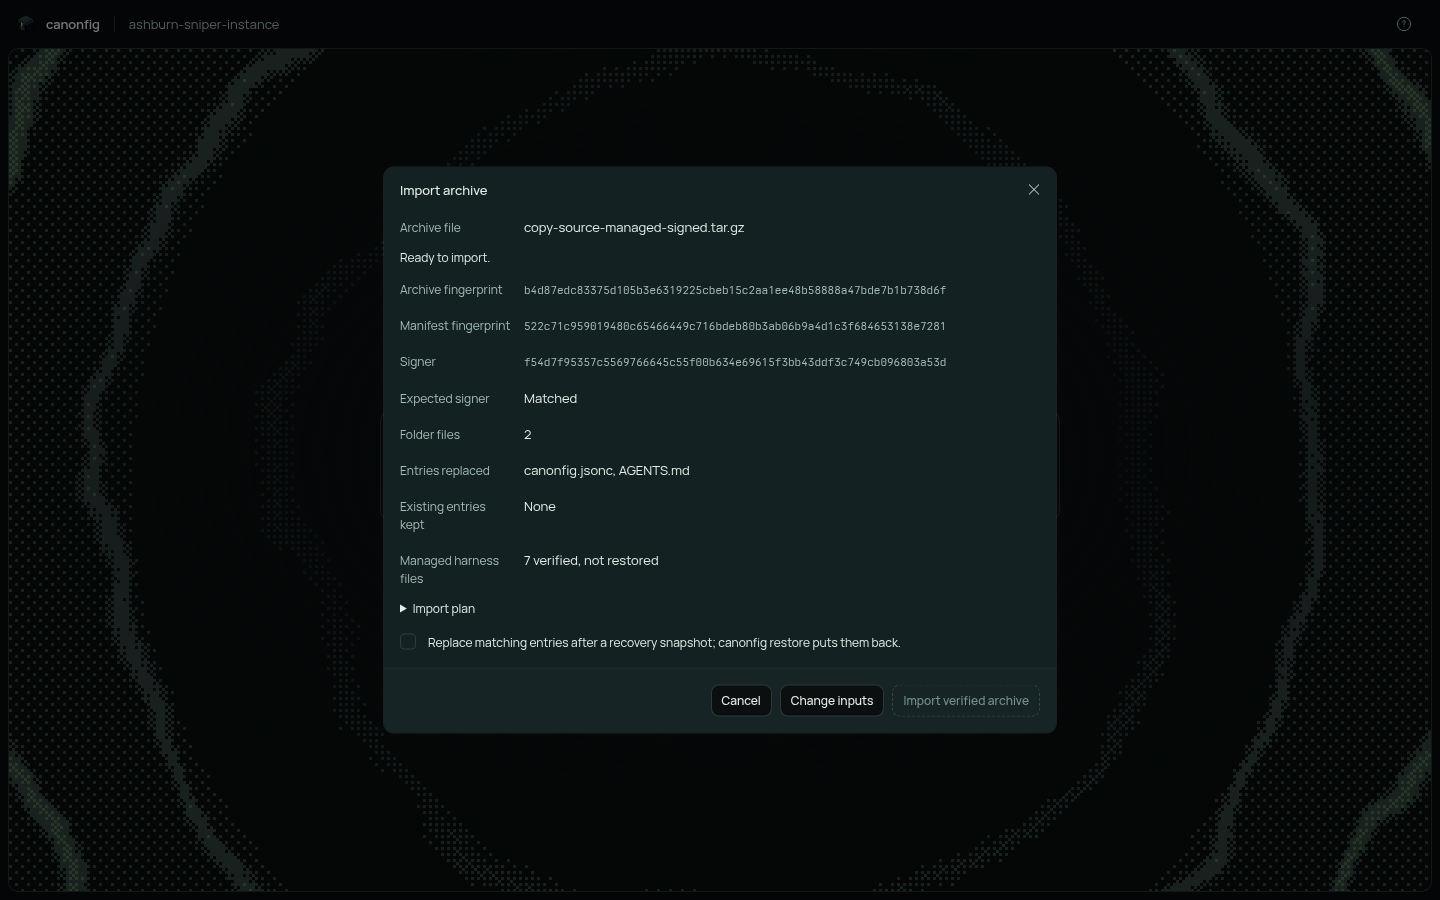 canonfig
ashburn-sniper-instance
Import archive
Archive file copy-source-managed-signed.tar.gz
Ready to import.
Archive fingerprint b4d87edc83375d105b3e6319225cbeb15c2aa1ee48b58888a47bde7b1b738d6f
Manifest fingerprint 522c71c959019480c65466449c716bdeb80b3ab06b9a4d1c3f684653138e7281
Signer f54d7f95357c5569766645c55f00b634e69615f3bb43ddf3c749cb096803a53d
Expected signer Matched
Folder files 2
Entries replaced canonfig.jsonc, AGENTS.md
Existing entries None
kept
Managed harness 7 verified, not restored
files
Import plan
Replace matching entries after a recovery snapshot; canonfig restore puts them back.
Cancel Change inputs Import verified archive